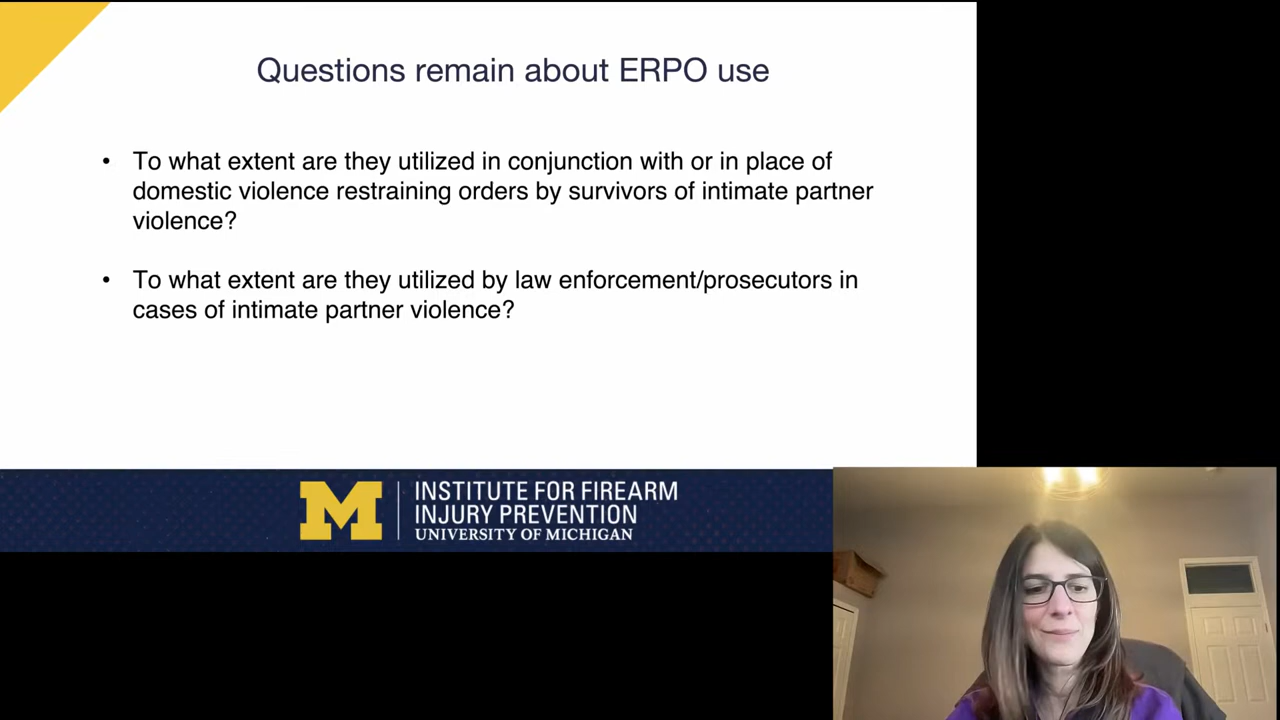 Questions remain about ERPO use
• To what extent are they utilized in conjunction with or in place of
domestic violence restraining orders by survivors of intimate partner
violence?
• To what extent are they utilized by law enforcement/prosecutors in
cases of intimate partner violence?
M
INSTITUTE FOR FIREARM
INJURY PREVENTION
UNIVERSITY OF MICHIGAN